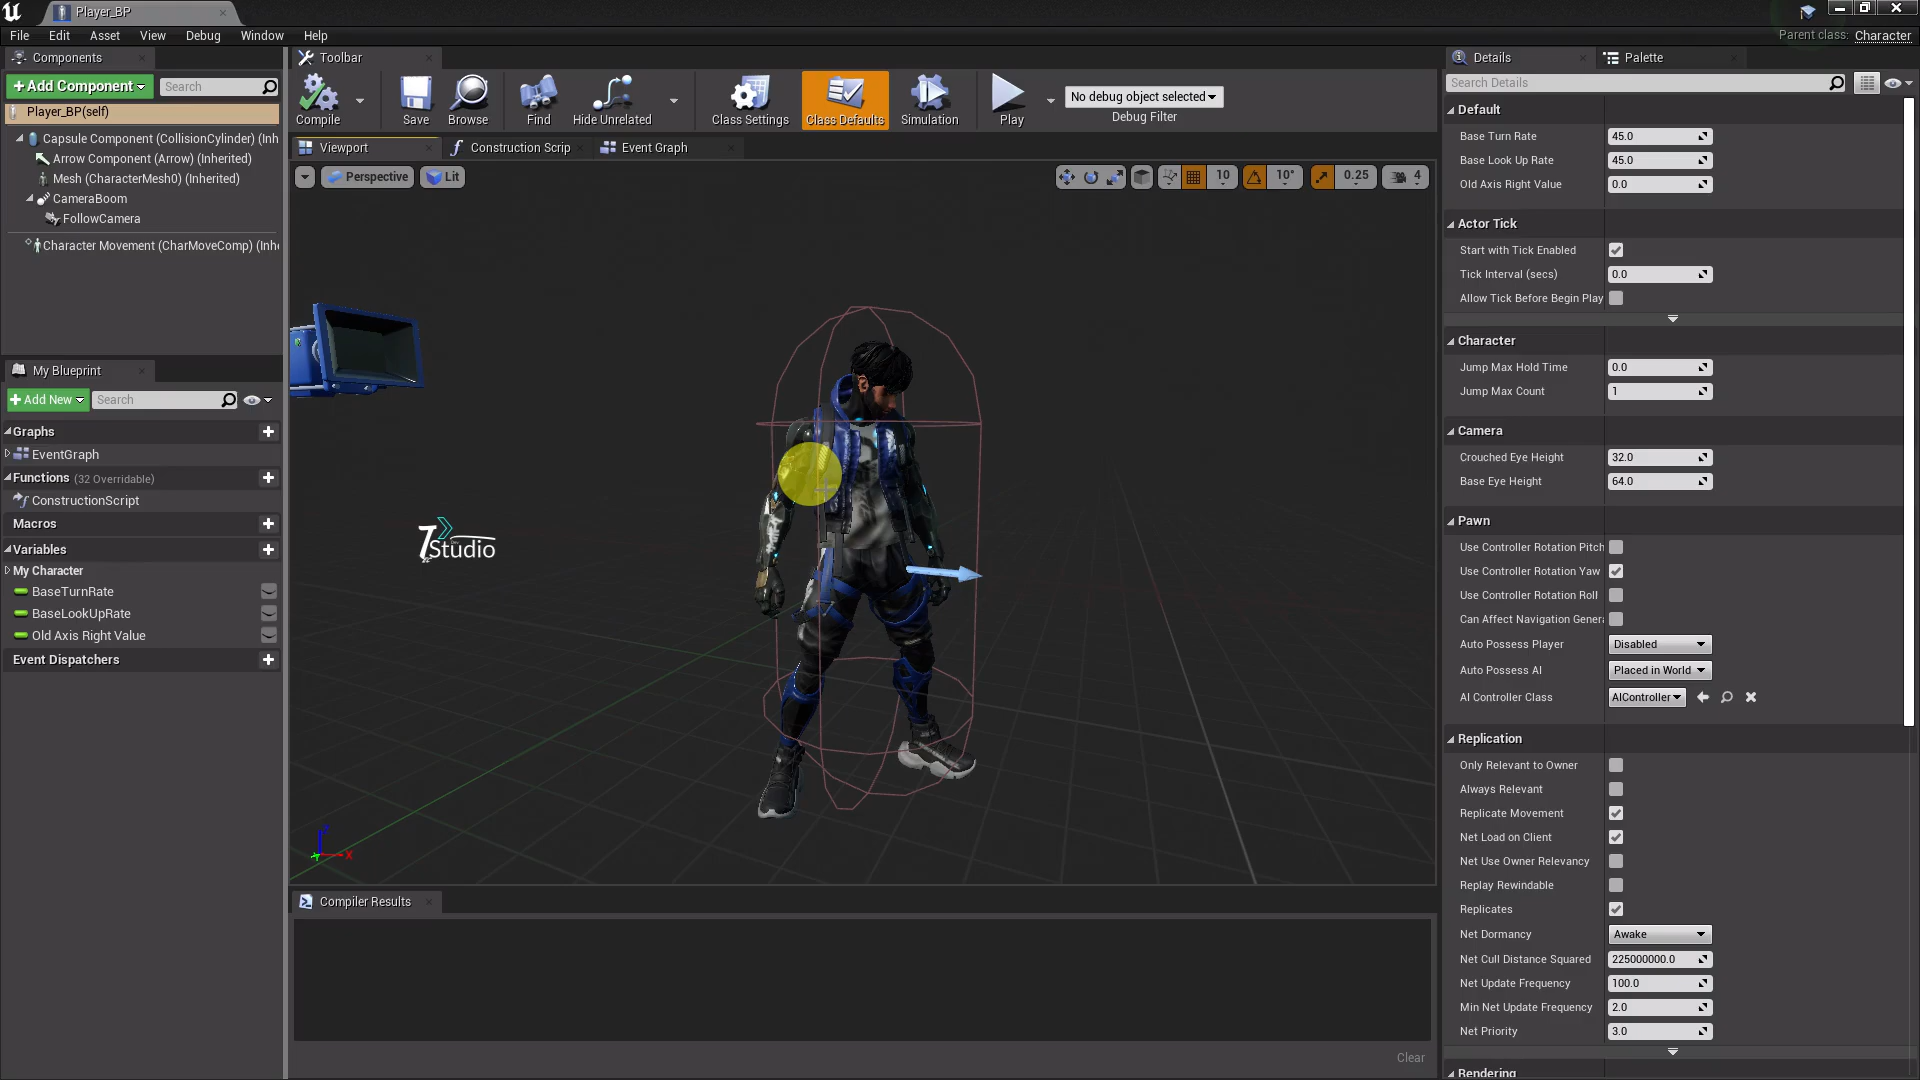 Player_BP
File Edit Asset View Debug Window Help
Parent class: Character
Components
+ Add Component
Search
Player_BP(self)
Capsule Component (CollisionCylinder) (Inh
Arrow Component (Arrow) (Inherited)
Mesh (CharacterMesh0) (Inherited)
CameraBoom
FollowCamera
Character Movement (CharMoveComp) (Inhe
My Blueprint
+ Add New
Search
Graphs
EventGraph
Functions (32 Overridable)
ConstructionScript
Macros
Variables
My Character
BaseTurnRate
BaseLookUpRate
Old Axis Right Value
Event Dispatchers
Toolbar
Compile
Save
Browse
Find
Hide Unrelated
Class Settings
Class Defaults
Simulation
Play
No debug object selected
Debug Filter
Viewport
Construction Scrip
Event Graph
Perspective
Lit
10
10°
0.25
4
Studio
X
Compiler Results
Clear
Details
Palette
Search Details
Default
Base Turn Rate 45.0
Base Look Up Rate 45.0
Old Axis Right Value 0.0
Actor Tick
Start with Tick Enabled
Tick Interval (secs) 0.0
Allow Tick Before Begin Play
Character
Jump Max Hold Time 0.0
Jump Max Count 1
Camera
Crouched Eye Height 32.0
Base Eye Height 64.0
Pawn
Use Controller Rotation Pitch
Use Controller Rotation Yaw
Use Controller Rotation Roll
Can Affect Navigation Genera
Auto Possess Player Disabled
Auto Possess AI Placed in World
AI Controller Class AIController
Replication
Only Relevant to Owner
Always Relevant
Replicate Movement
Net Load on Client
Net Use Owner Relevancy
Replay Rewindable
Replicates
Net Dormancy Awake
Net Cull Distance Squared 225000000.0
Net Update Frequency 100.0
Min Net Update Frequency 2.0
Net Priority 3.0
Rendering